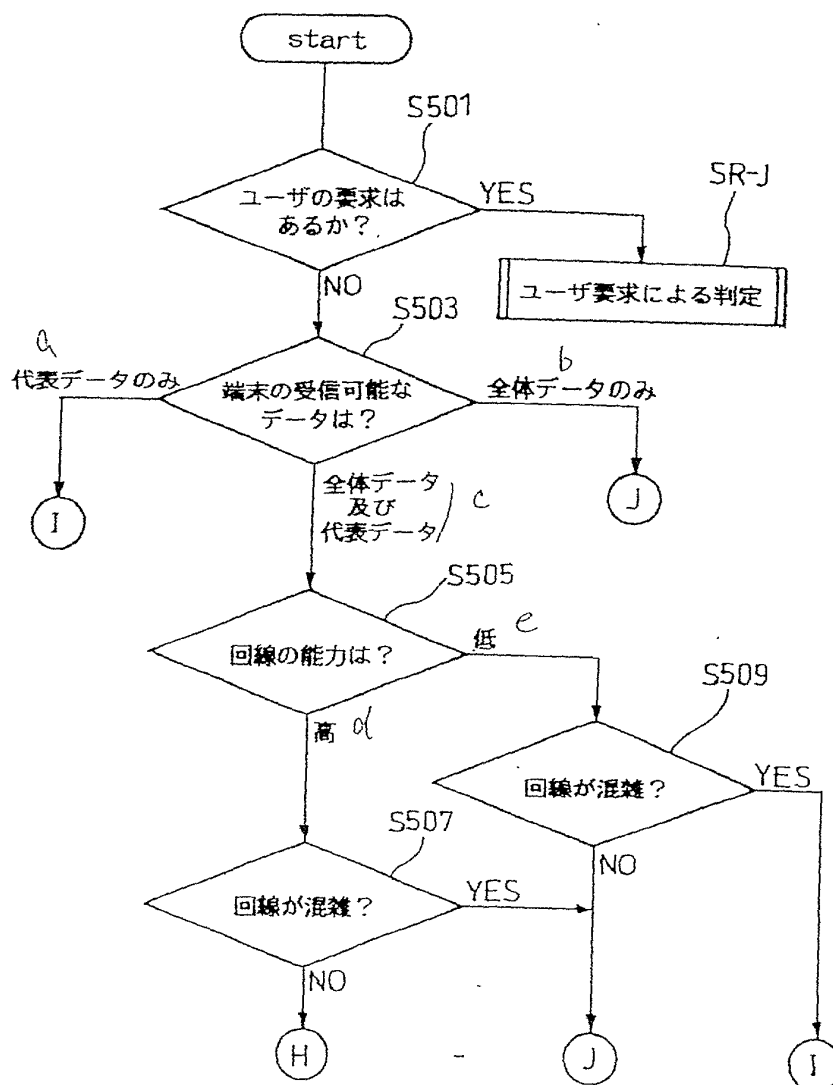 start
S501
ユーザの要求は
あるか？
YES
SR-J
ユーザ要求による判定
NO
S503
a
代表データのみ
端末の受信可能な
データは？
b
全体データのみ
I
J
全体データ
及び
代表データ
c
S505
回線の能力は？
低 e
S509
高 d
回線が混雑？
YES
S507
回線が混雑？
YES
NO
NO
H
J
I